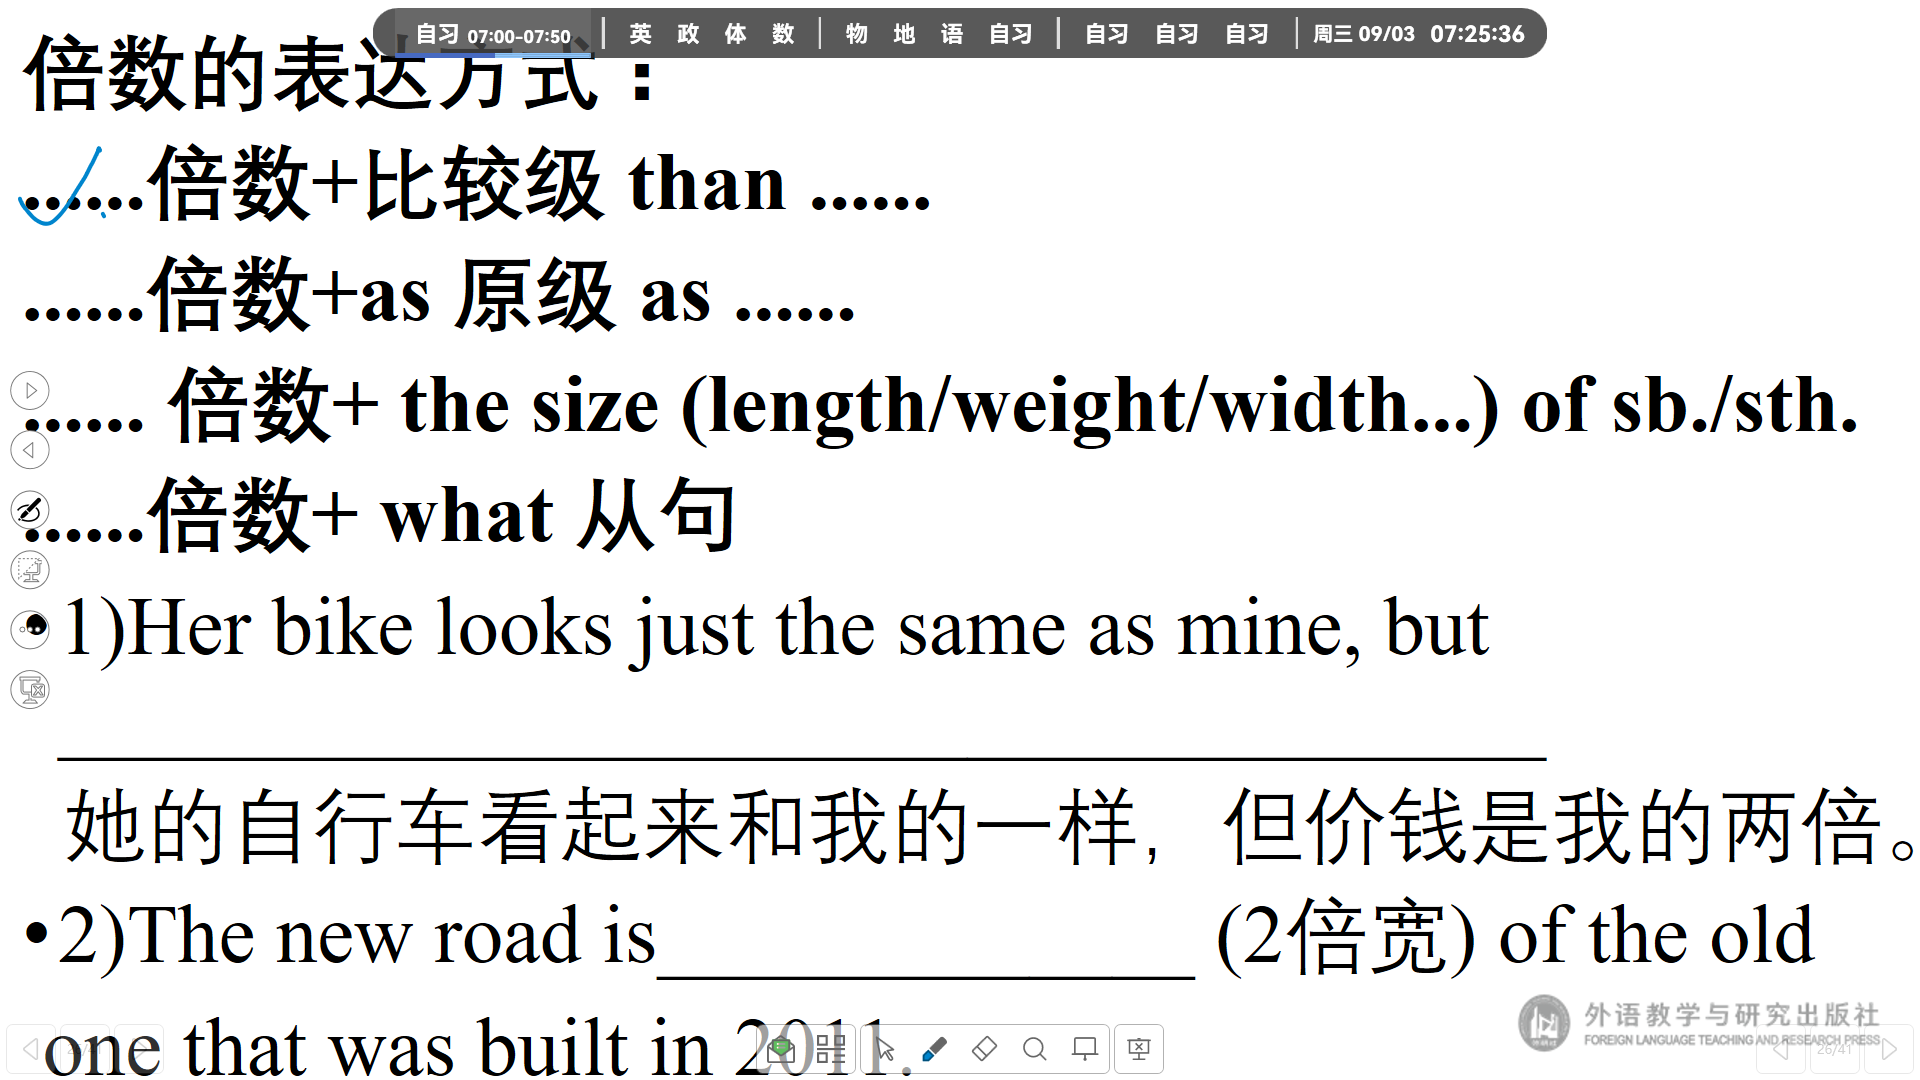 自习 07:00-07:50 英 政 体 数 物 地 语 自习 自习 自习 自习 周三 09/03 07:25:36
倍数的表达方式：
......倍数+比较级 than ......
......倍数+as 原级 as ......
...... 倍数+ the size (length/weight/width...) of sb./sth.
......倍数+ what 从句
1)Her bike looks just the same as mine, but
她的自行车看起来和我的一样, 但价钱是我的两倍。
•2)The new road is______________ (2倍宽) of the old
one that was built in 2011.
外语教学与研究出版社
FOREIGN LANGUAGE TEACHING AND RESEARCH PRESS
26/41